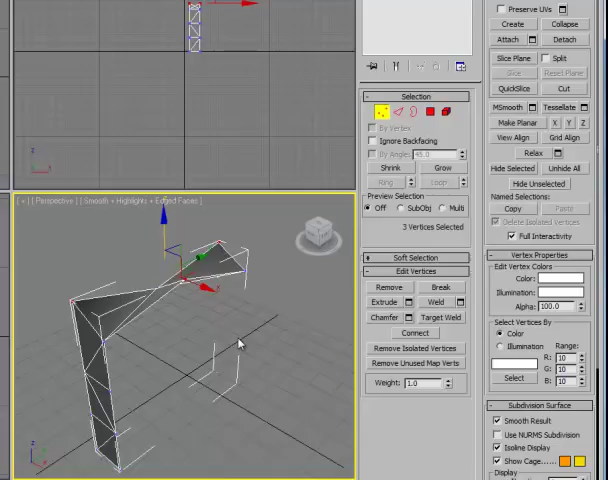 Preserve UVs
Create Collapse
Attach Detach
Slice Plane Split
Slice Reset Plane
QuickSlice Cut
MSmooth Tessellate
Make Planar X Y Z
View Align Grid Align
Relax
Hide Selected Unhide All
Hide Unselected
Named Selections:
Copy Paste
Delete Isolated Vertices
Full Interactivity
- Vertex Properties
Edit Vertex Colors
Color:
Illumination:
Alpha: 100.0
Select Vertices By
Color
Illumination Range:
R: 10
G: 10
B: 10
Select
- Subdivision Surface
Smooth Result
Use NURMS Subdivision
Isoline Display
Show Cage......
Display
- Selection
By Vertex
Ignore Backfacing
By Angle: 45.0
Shrink Grow
Ring Loop
Preview Selection
Off SubObj Multi
3 Vertices Selected
+ Soft Selection
- Edit Vertices
Remove Break
Extrude Weld
Chamfer Target Weld
Connect
Remove Isolated Vertices
Remove Unused Map Verts
Weight: 1.0
[ + ] [ Perspective ] [ Smooth + Highlights + Edged Faces ]